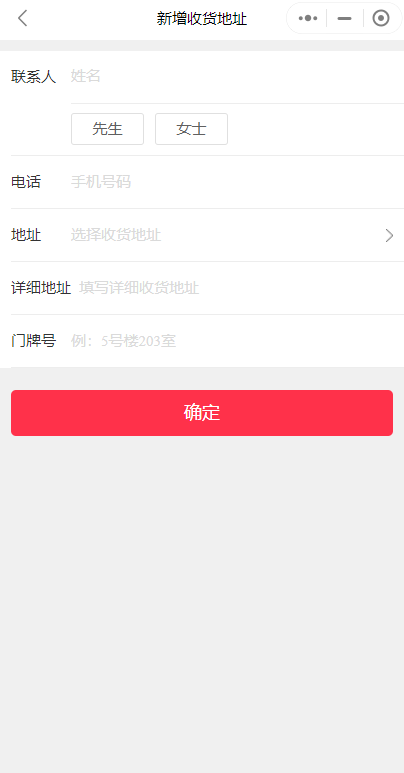 新增收货地址
联系人 姓名
先生 女士
电话 手机号码
地址 选择收货地址
详细地址 填写详细收货地址
门牌号 例：5号楼203室
确定